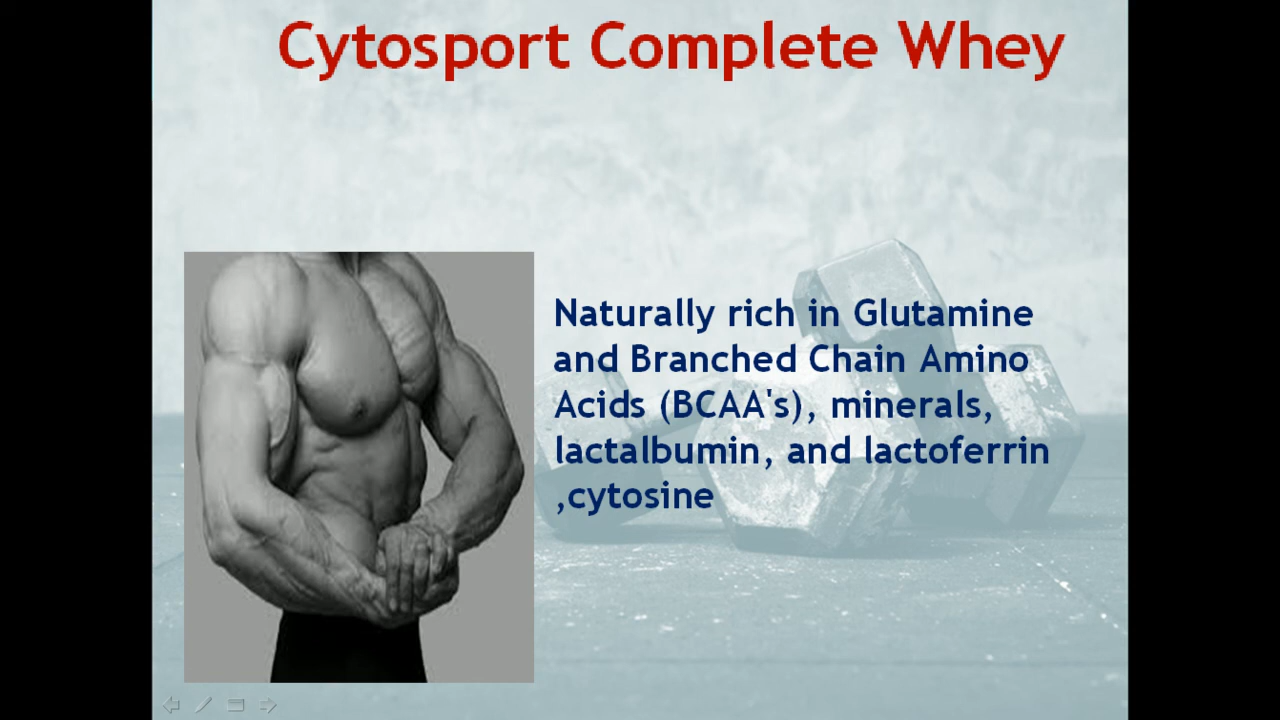 Cytosport Complete Whey
Naturally rich in Glutamine
and Branched Chain Amino
Acids (BCAA's), minerals,
lactalbumin, and lactoferrin
,cytosine